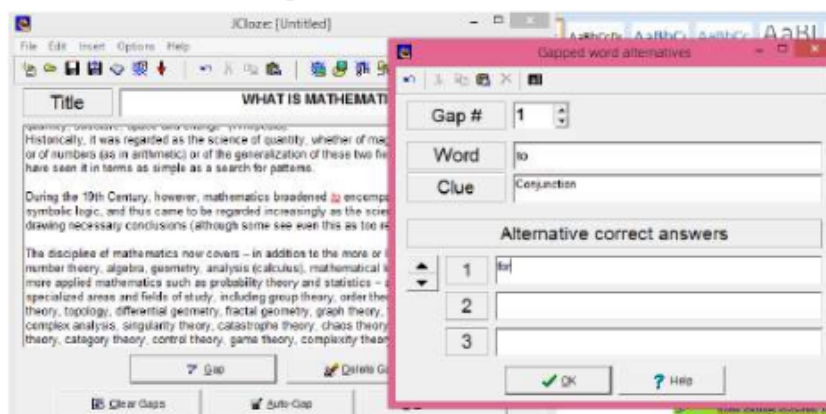 JCloze: [Untitled]
File Edit Insert Options Help
Title
WHAT IS MATHEMATI
Historically, it was regarded as the science of quantity, whether of mag
or of numbers (as in arithmetic) or of the generalization of these two fie
have seen it in terms as simple as a search for patterns.
During the 19th Century, however, mathematics broadened to encompa
symbolic logic, and thus came to be regarded increasingly as the scie
drawing necessary conclusions (although some see even this as too re
The discipline of mathematics now covers – in addition to the more or l
number theory, algebra, geometry, analysis (calculus), mathematical l
more applied mathematics such as probability theory and statistics – a
specialized areas and fields of study, including group theory, order theo
theory, topology, differential geometry, fractal geometry, graph theory,
complex analysis, singularity theory, catastrophe theory, chaos theory
theory, category theory, control theory, game theory, complexity theory
Gap
Delete Ga
Clear Gaps
Auto-Gap
Gapped word alternatives
Gap #
1
Word
to
Clue
Conjunction
Alternative correct answers
1
for
2
3
OK
Help